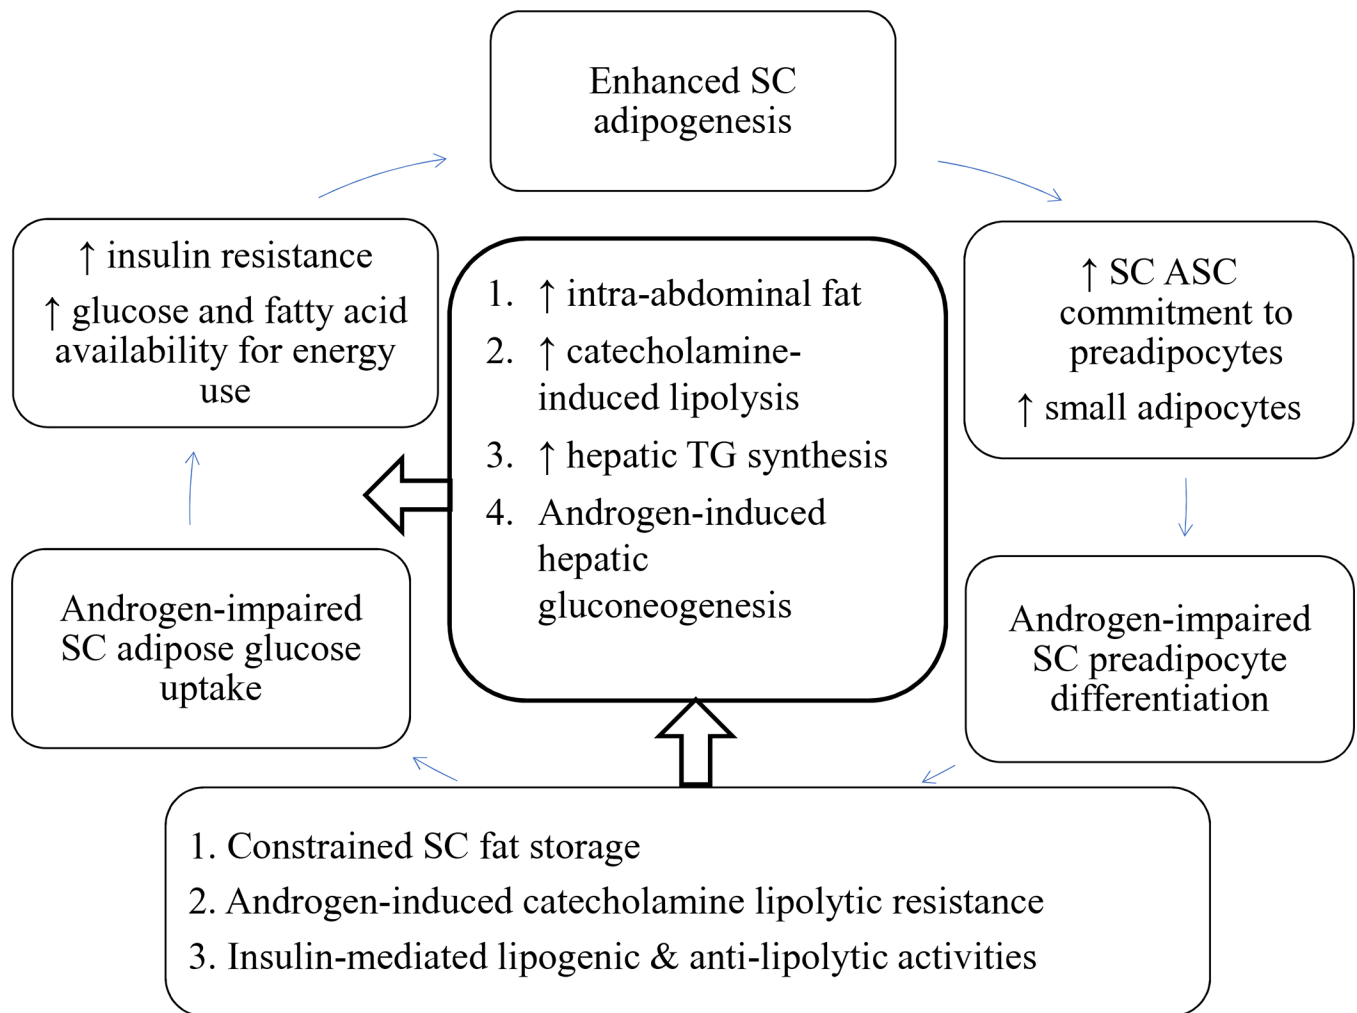 Enhanced SC
adipogenesis
↑ insulin resistance
↑ glucose and fatty acid
availability for energy
use
1. ↑ intra-abdominal fat
2. ↑ catecholamine-
induced lipolysis
3. ↑ hepatic TG synthesis
4. Androgen-induced
hepatic
gluconeogenesis
↑ SC ASC
commitment to
preadipocytes
↑ small adipocytes
Androgen-impaired
SC adipose glucose
uptake
Androgen-impaired
SC preadipocyte
differentiation
1. Constrained SC fat storage
2. Androgen-induced catecholamine lipolytic resistance
3. Insulin-mediated lipogenic & anti-lipolytic activities